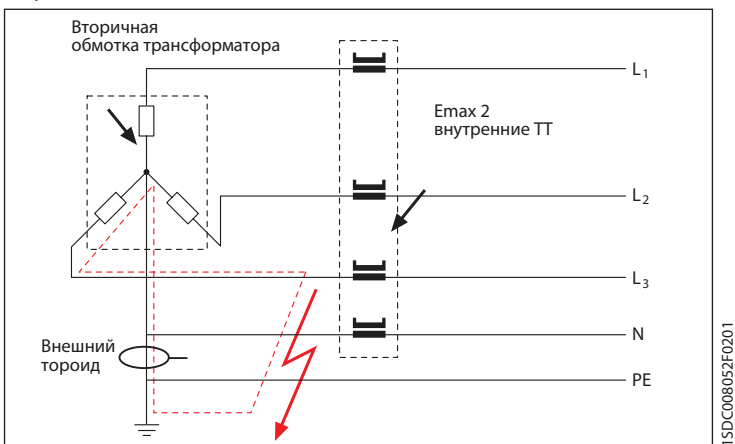 Вторичная
обмотка трансформатора
L1
Emax 2
внутренние ТТ
L2
L3
N
Внешний
тороид
PE
1SDC008052F0201